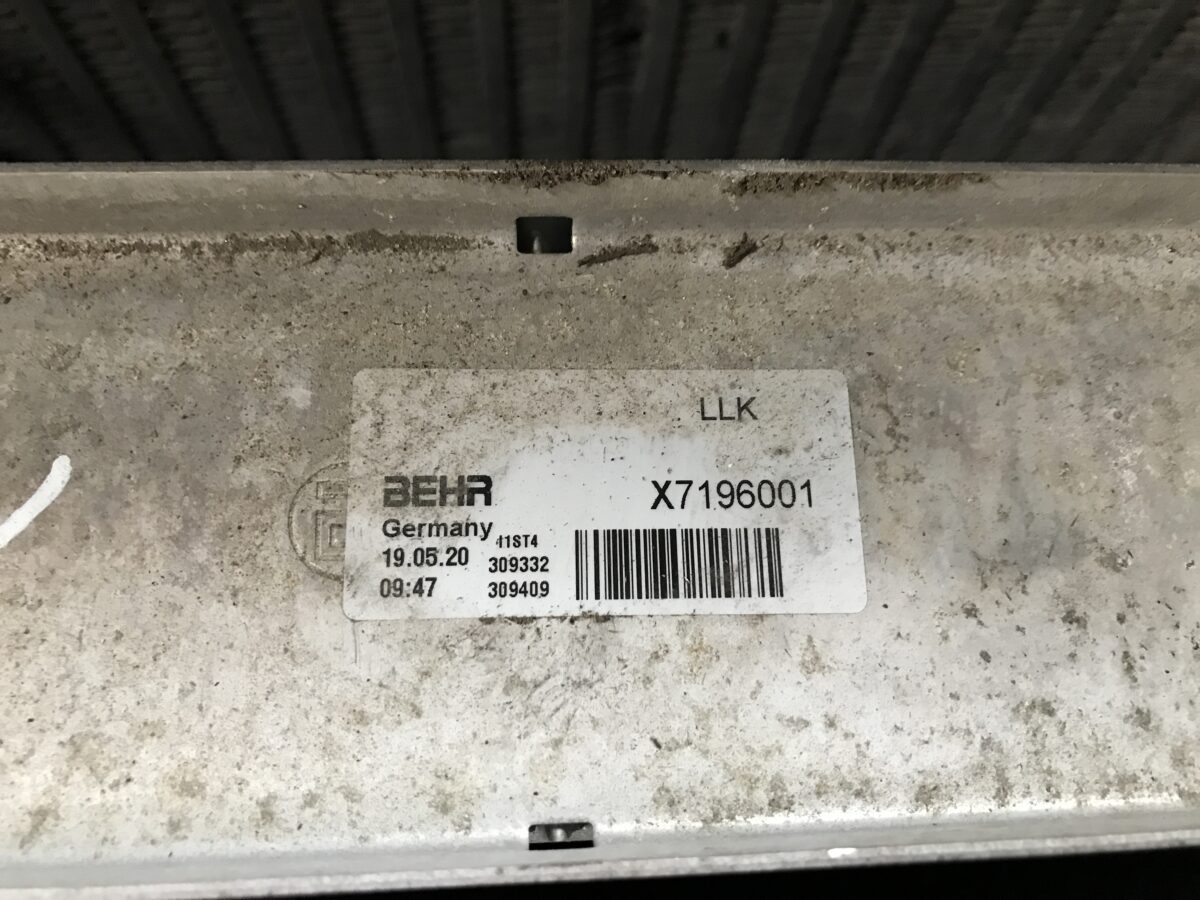 LLK
BEHR X7196001
Germany 11ST4
19.05.20 309332
09:47 309409